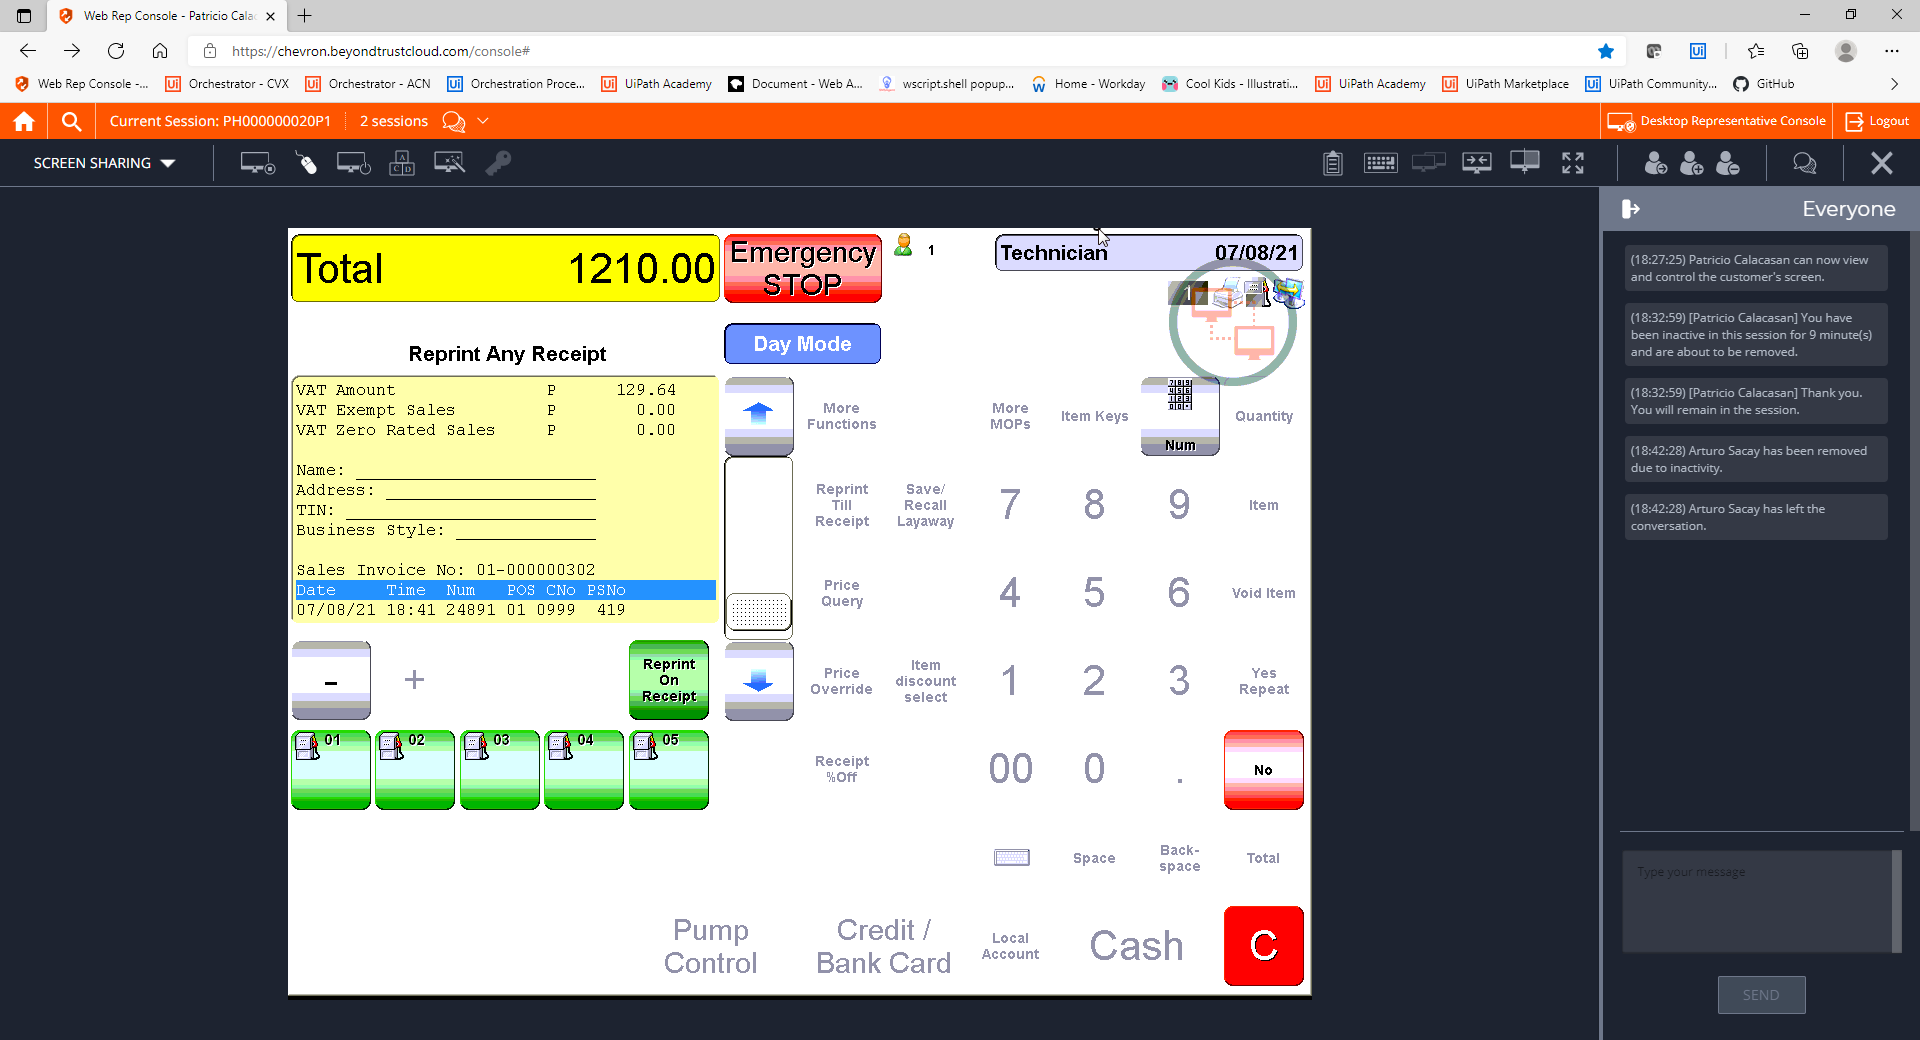 Web Rep Console - Patricio Cala
https://chevron.beyondtrustcloud.com/console#
Web Rep Console -...
Orchestrator - CVX
Orchestrator - ACN
Orchestration Proce...
UiPath Academy
Document - Web A...
wscript.shell popup...
Home - Workday
Cool Kids - Illustrati...
UiPath Academy
UiPath Marketplace
UiPath Community...
GitHub
Current Session: PH000000020P1
2 sessions
Desktop Representative Console
Logout
SCREEN SHARING
Everyone
(18:27:25) Patricio Calacasan can now view
and control the customer's screen.
(18:32:59) [Patricio Calacasan] You have
been inactive in this session for 9 minute(s)
and are about to be removed.
(18:32:59) [Patricio Calacasan] Thank you.
You will remain in the session.
(18:42:28) Arturo Sacay has been removed
due to inactivity.
(18:42:28) Arturo Sacay has left the
conversation.
Type your message
SEND
Total 1210.00
Emergency
STOP
1
Technician 07/08/21
1
Day Mode
Reprint Any Receipt
VAT Amount P 129.64
VAT Exempt Sales P 0.00
VAT Zero Rated Sales P 0.00
Name:
Address:
TIN:
Business Style:
Sales Invoice No: 01-000000302
Date Time Num POS CNo PSNo
07/08/21 18:41 24891 01 0999 419
-
+
Reprint
On
Receipt
01
02
03
04
05
More
Functions
More
MOPs
Item Keys
Num
Quantity
Reprint
Till
Receipt
Save/
Recall
Layaway
7
8
9
Item
Price
Query
4
5
6
Void Item
Price
Override
Item
discount
select
1
2
3
Yes
Repeat
Receipt
%Off
00
0
.
No
Space
Back-
space
Total
Pump
Control
Credit /
Bank Card
Local
Account
Cash
C